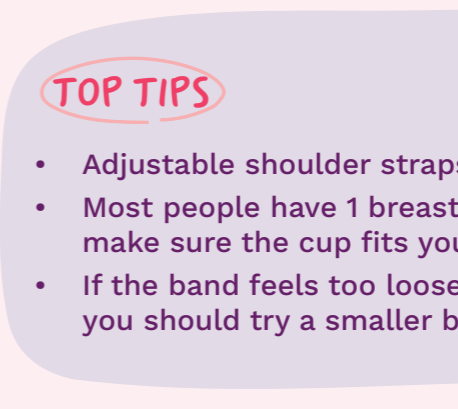 TOP TIPS
• Adjustable shoulder straps
• Most people have 1 breast
make sure the cup fits you
• If the band feels too loose
you should try a smaller b